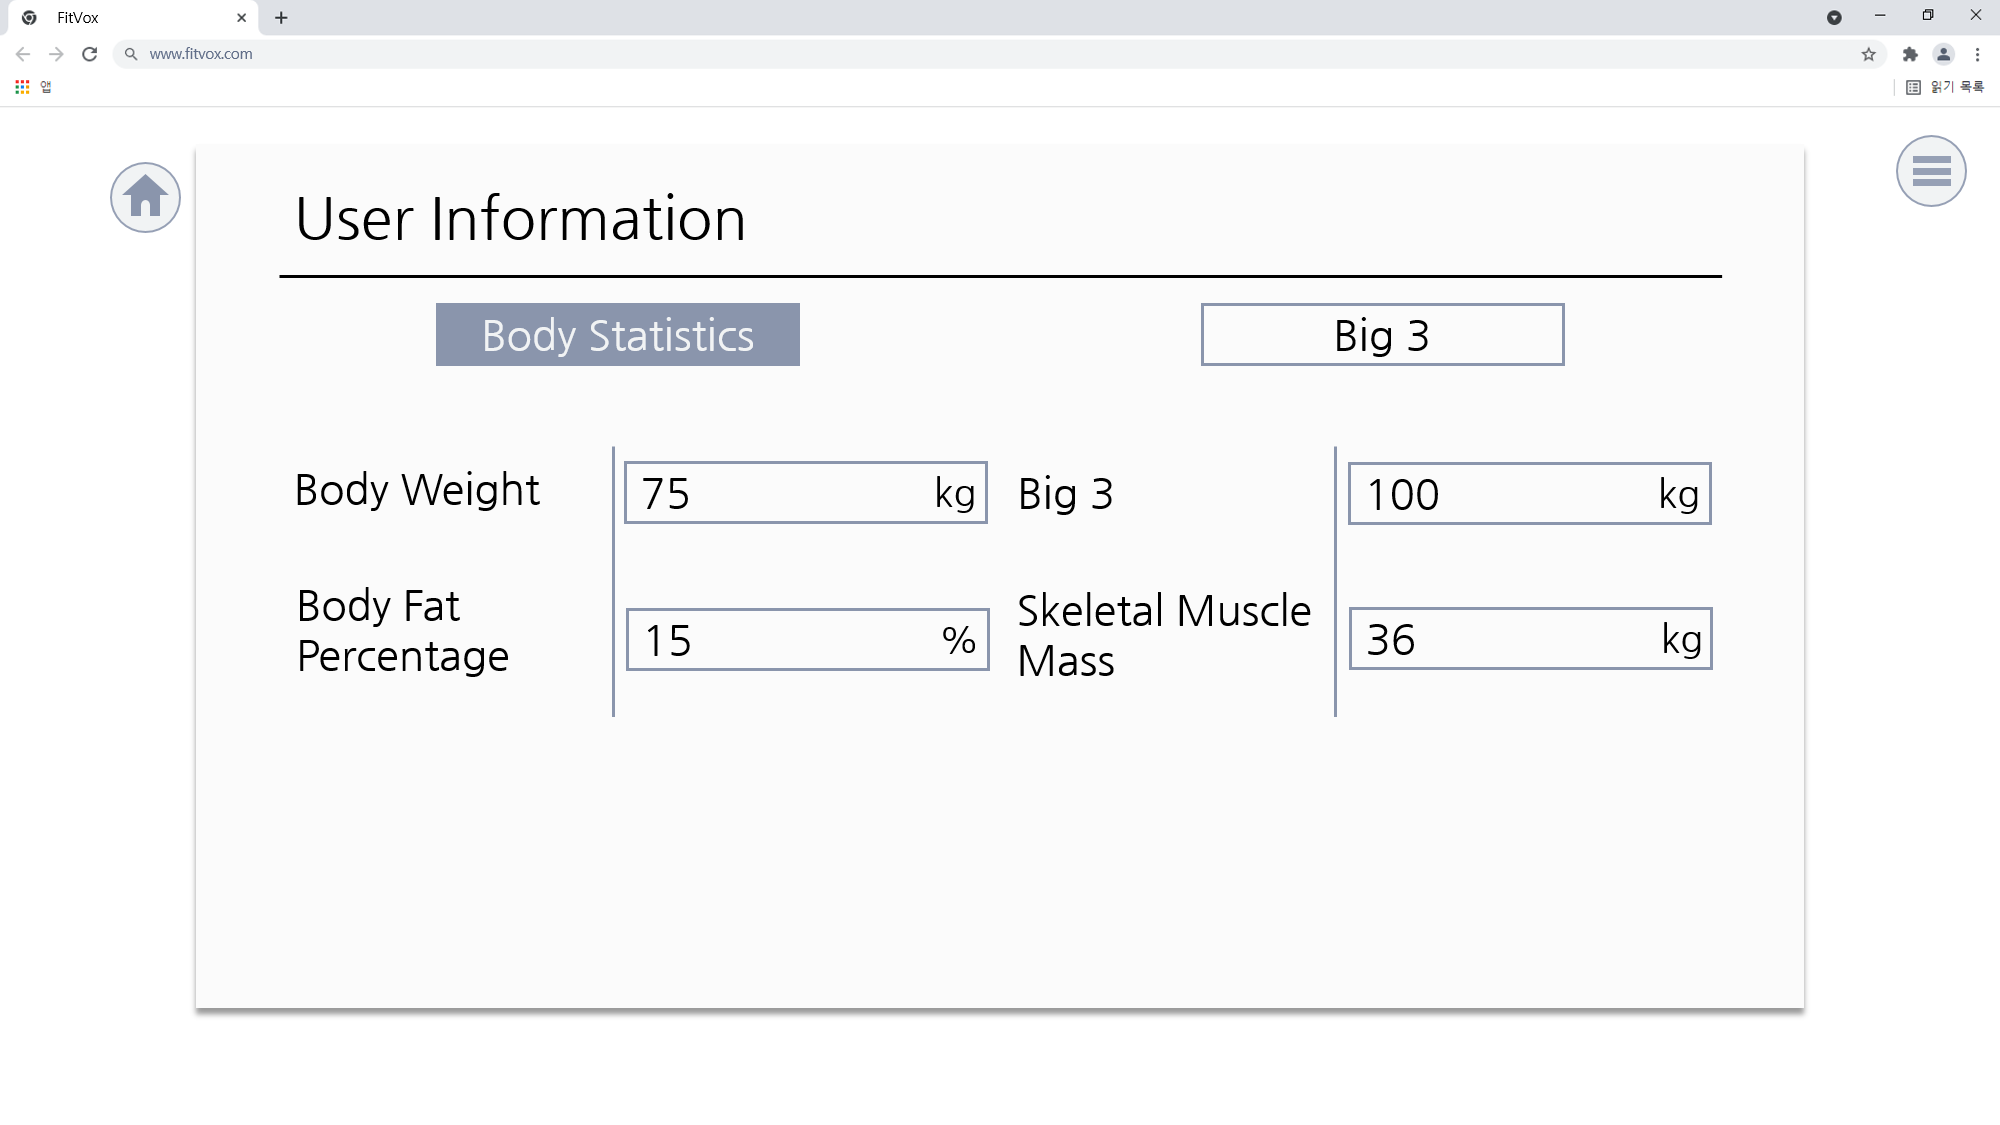 FitVox
www.fitvox.com
앱
읽기 목록
User Information
Body Statistics
Big 3
Body Weight
75 kg
Big 3
100 kg
Body Fat
Percentage
15 %
Skeletal Muscle
Mass
36 kg